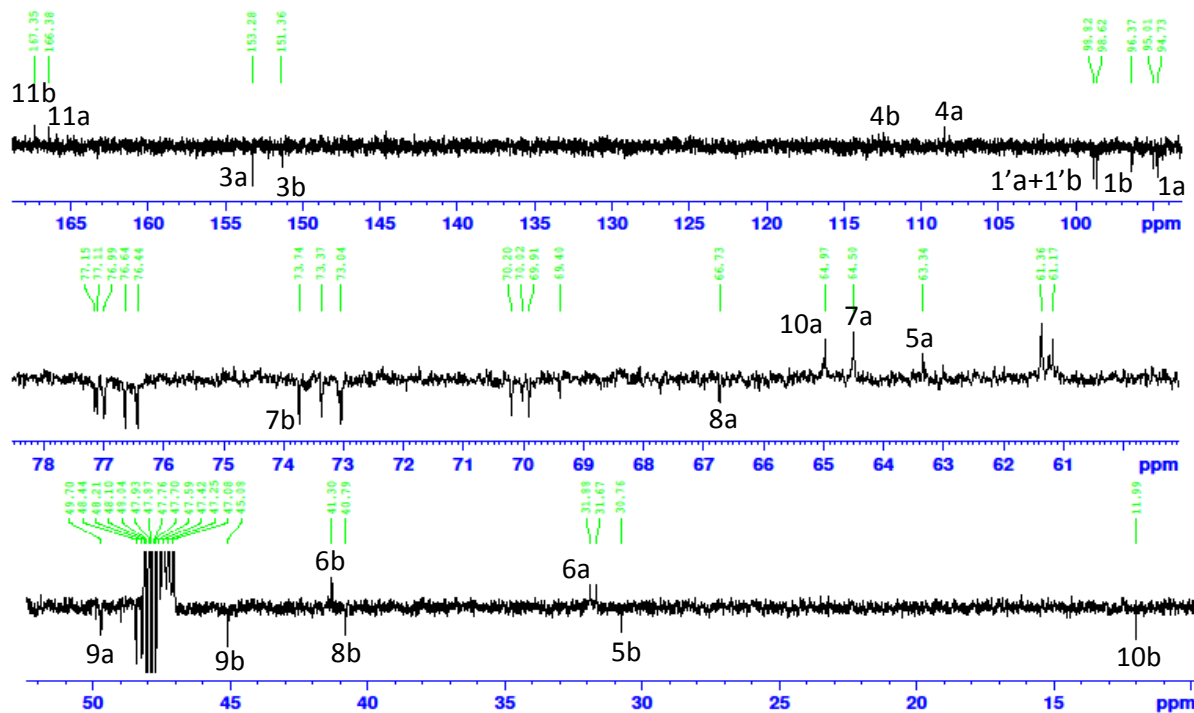 167.35 166.38 153.28 151.36 98.82 98.62 96.37 95.01 94.73
11b 11a 4b 4a
3a 3b 1’a+1’b 1b 1a
165 160 155 150 145 140 135 130 125 120 115 110 105 100 ppm
77.15 77.11 76.99 76.64 76.44 73.74 73.37 73.04 70.20 70.02 69.91 69.40 66.73 64.97 64.50 63.34 61.36 61.17
10a 7a 5a
7b 8a
78 77 76 75 74 73 72 71 70 69 68 67 66 65 64 63 62 61 ppm
49.70 48.44 48.21 48.10 48.04 47.93 47.87 47.76 47.70 47.59 47.42 47.25 47.08 45.08 41.30 40.79 31.88 31.67 30.76 11.99
6b 6a
9a 9b 8b 5b 10b
50 45 40 35 30 25 20 15 ppm